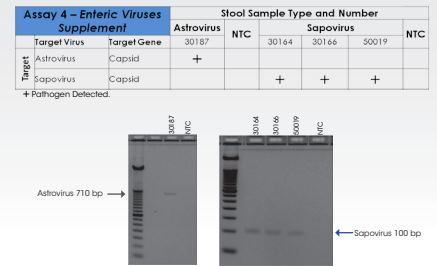 Assay 4 – Enteric Viruses Supplement
Stool Sample Type and Number
Astrovirus NTC Sapovirus NTC
Target Virus Target Gene 30187 30164 30166 50019
Target
Astrovirus Capsid +
Sapovirus Capsid + + +
+ Pathogen Detected.
30187 NTC 30164 30166 50019 NTC
Astrovirus 710 bp
Sapovirus 100 bp